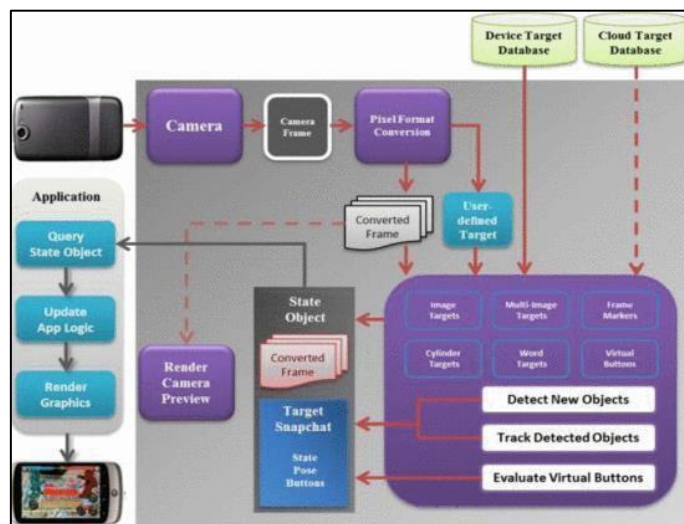 Device Target
Database
Cloud Target
Database
Camera
Camera
Frame
Pixel Format
Conversion
Application
Query
State Object
Update
App Logic
Render
Graphics
Converted
Frame
User-
defined
Target
State
Object
Converted
Frame
Render
Camera
Preview
Target
Snapchat
State
Pose
Buttons
Image
Targets
Multi-Image
Targets
Frame
Markers
Cylinder
Targets
Word
Targets
Virtual
Buttons
Detect New Objects
Track Detected Objects
Evaluate Virtual Buttons